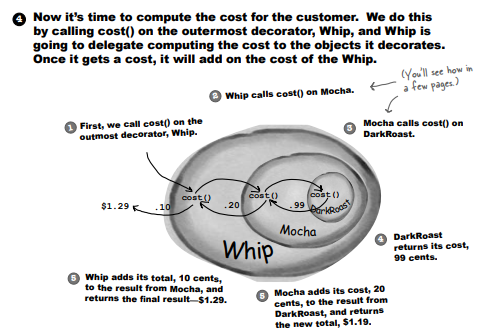 4 Now it's time to compute the cost for the customer. We do this
by calling cost() on the outermost decorator, Whip, and Whip is
going to delegate computing the cost to the objects it decorates.
Once it gets a cost, it will add on the cost of the Whip.
(You'll see how in
a few pages.)
2 Whip calls cost() on Mocha.
1 First, we call cost() on the
outmost decorator, Whip.
3 Mocha calls cost() on
DarkRoast.
$1.29
.10
cost()
.20
cost()
.99
cost()
DarkRoast
Mocha
Whip
4 DarkRoast
returns its cost,
99 cents.
5 Whip adds its total, 10 cents,
to the result from Mocha, and
returns the final result—$1.29.
5 Mocha adds its cost, 20
cents, to the result from
DarkRoast, and returns
the new total, $1.19.